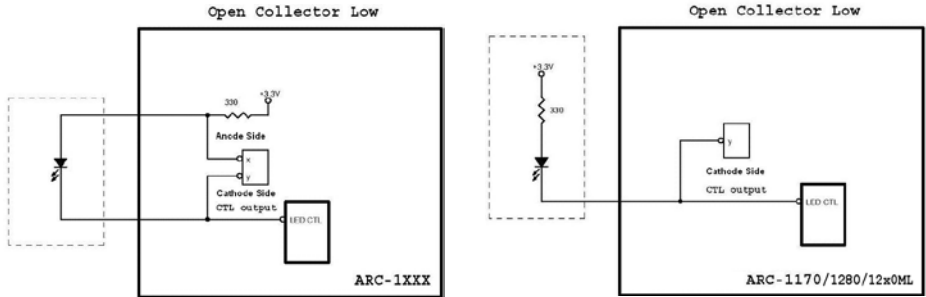 Open Collector Low
330
+3.3V
Anode Side
x
y
Cathode Side
CTL output
LED CTL
ARC-1XXX
Open Collector Low
+3.3V
330
y
Cathode Side
CTL output
LED CTL
ARC-1170/1280/12x0ML